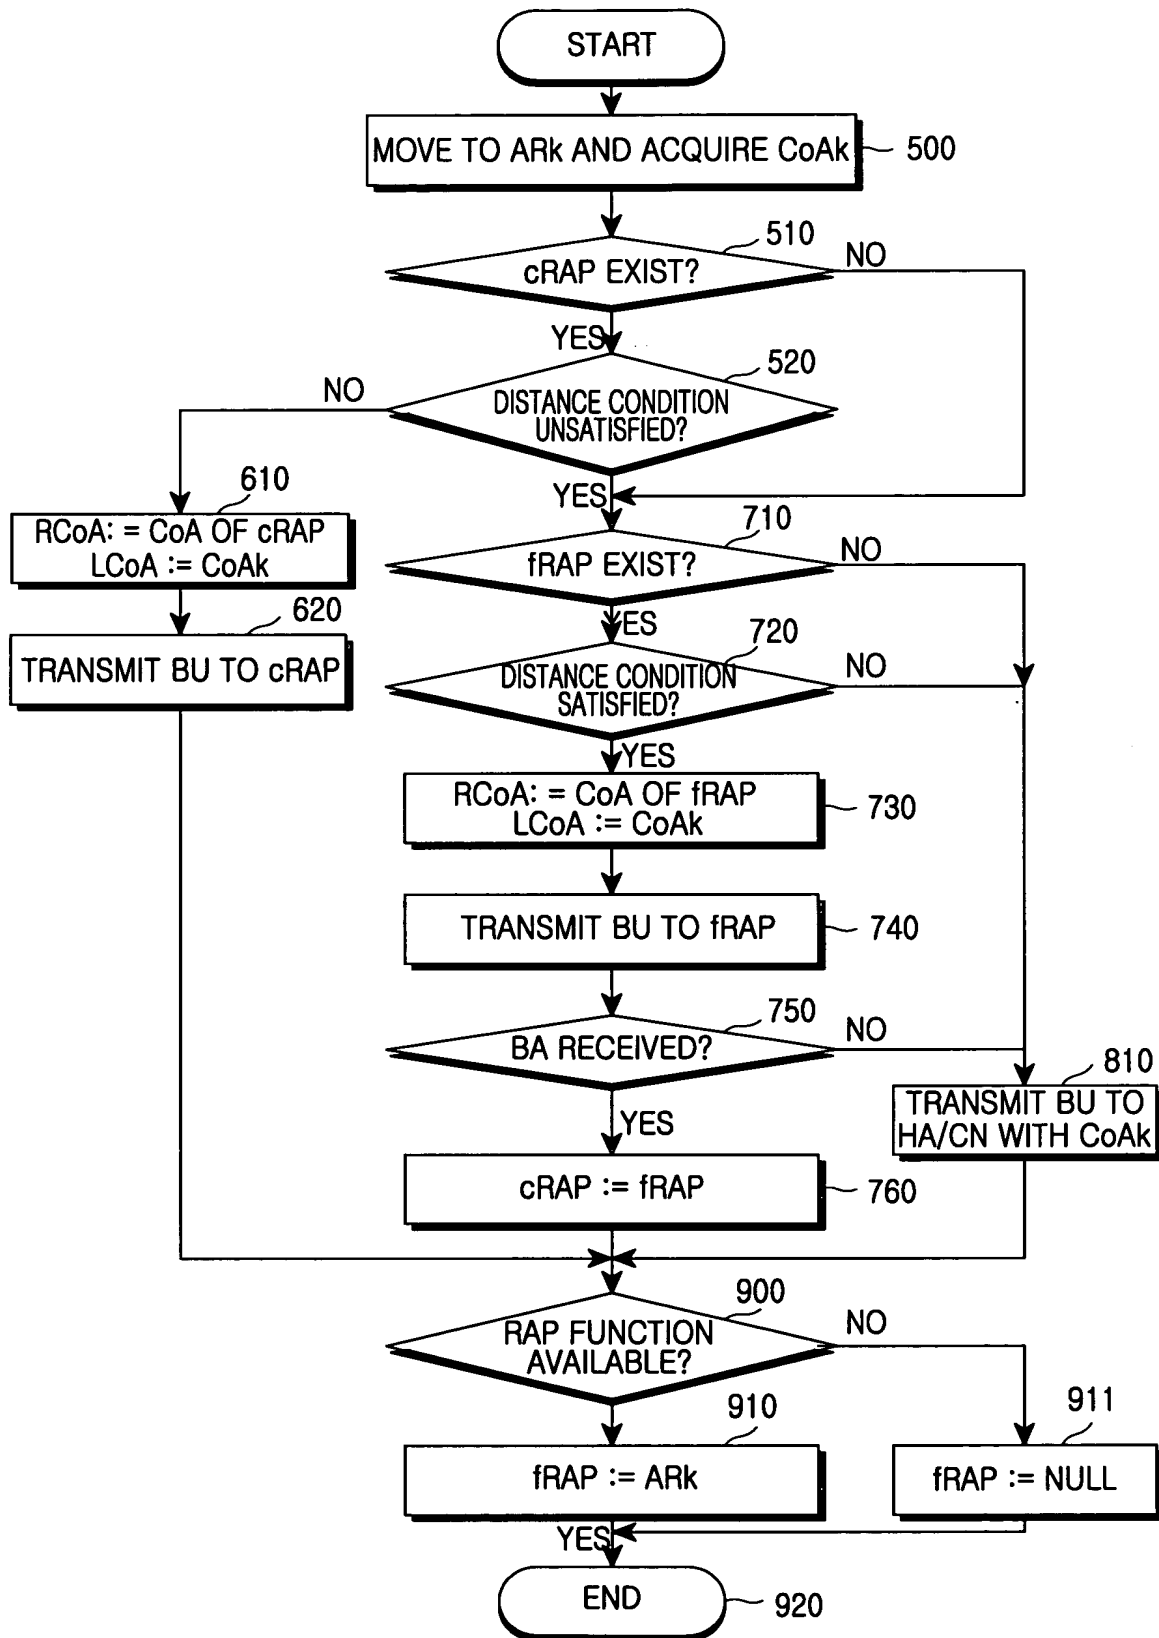 START
MOVE TO ARk AND ACQUIRE CoAk
500
510
cRAP EXIST?
NO
YES
520
NO
DISTANCE CONDITION
UNSATISFIED?
YES
610
RCoA: = CoA OF cRAP
LCoA := CoAk
710
fRAP EXIST?
NO
620
TRANSMIT BU TO cRAP
YES
720
DISTANCE CONDITION
SATISFIED?
NO
YES
RCoA: = CoA OF fRAP
LCoA := CoAk
730
TRANSMIT BU TO fRAP
740
750
BA RECEIVED?
NO
810
TRANSMIT BU TO
HA/CN WITH CoAk
YES
cRAP := fRAP
760
900
RAP FUNCTION
AVAILABLE?
NO
910
fRAP := ARk
911
fRAP := NULL
YES
END
920